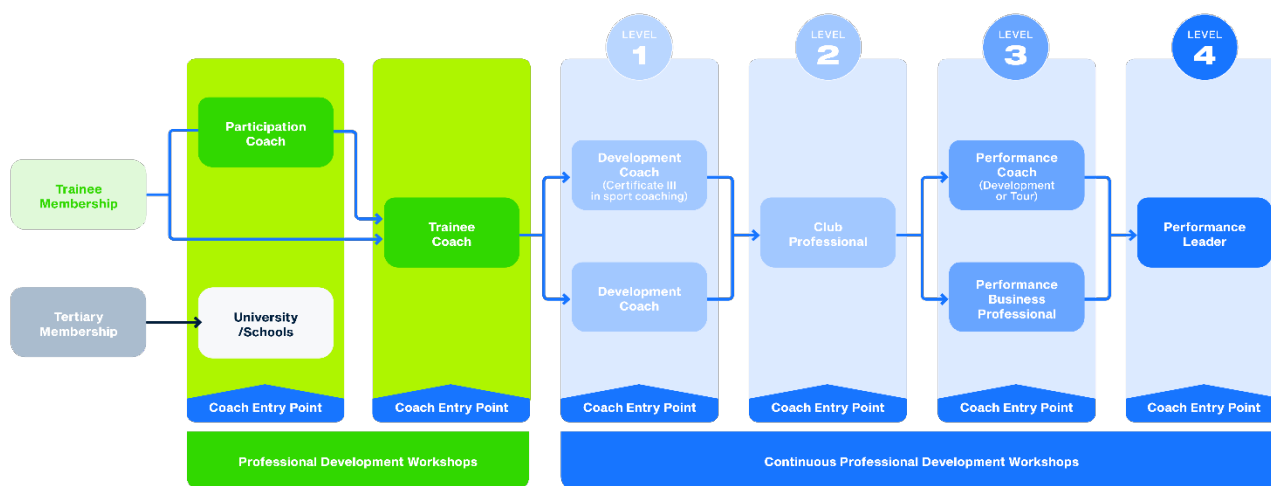 LEVEL
1
LEVEL
2
LEVEL
3
LEVEL
4
Trainee
Membership
Tertiary
Membership
Participation
Coach
University
/Schools
Trainee
Coach
Development
Coach
(Certificate III
in sport coaching)
Development
Coach
Club
Professional
Performance
Coach
(Development
or Tour)
Performance
Business
Professional
Performance
Leader
Coach Entry Point
Coach Entry Point
Coach Entry Point
Coach Entry Point
Coach Entry Point
Coach Entry Point
Professional Development Workshops
Continuous Professional Development Workshops